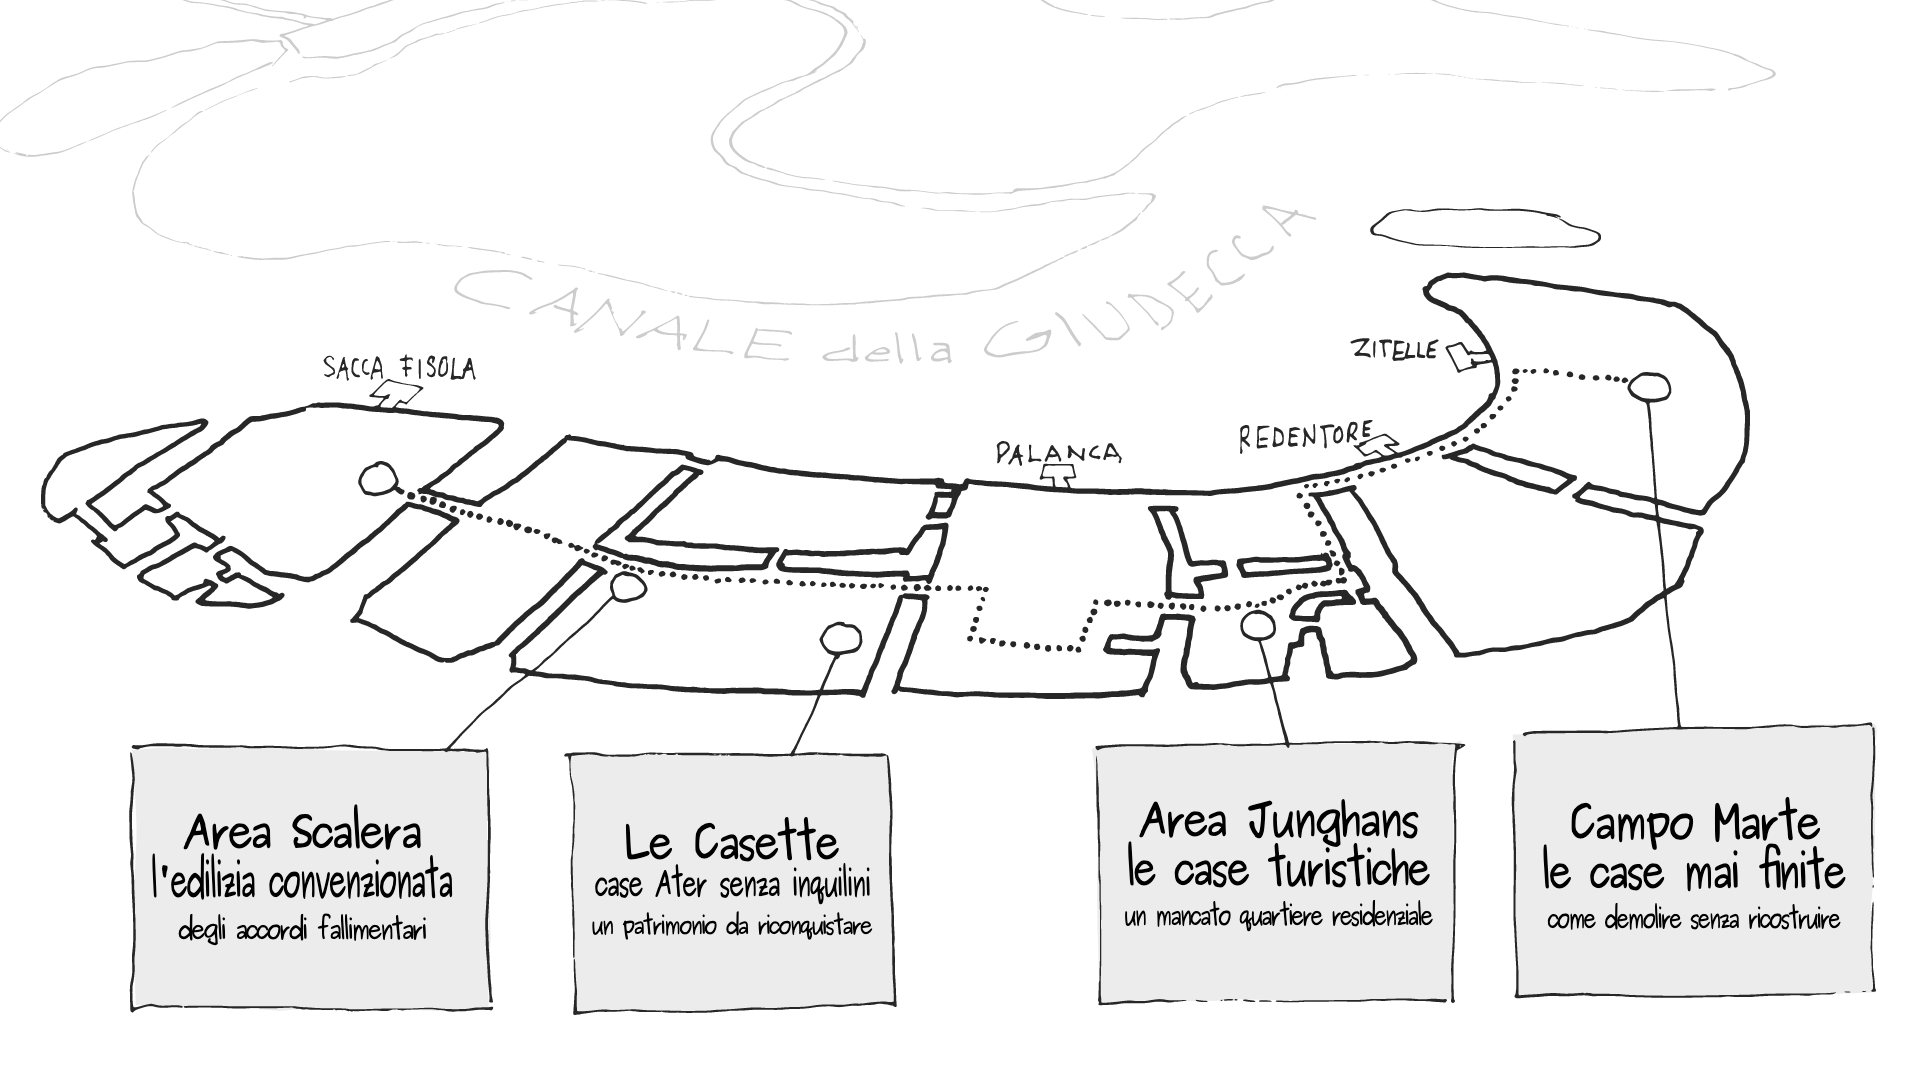 CANALE della GIUDECCA
SACCA FISOLA
PALANCA
REDENTORE
ZITELLE
Area Scalera
l'edilizia convenzionata
degli accordi fallimentari
Le Casette
case Ater senza inquilini
un patrimonio da riconquistare
Area Junghans
le case turistiche
un mancato quartiere residenziale
Campo Marte
le case mai finite
come demolire senza ricostruire